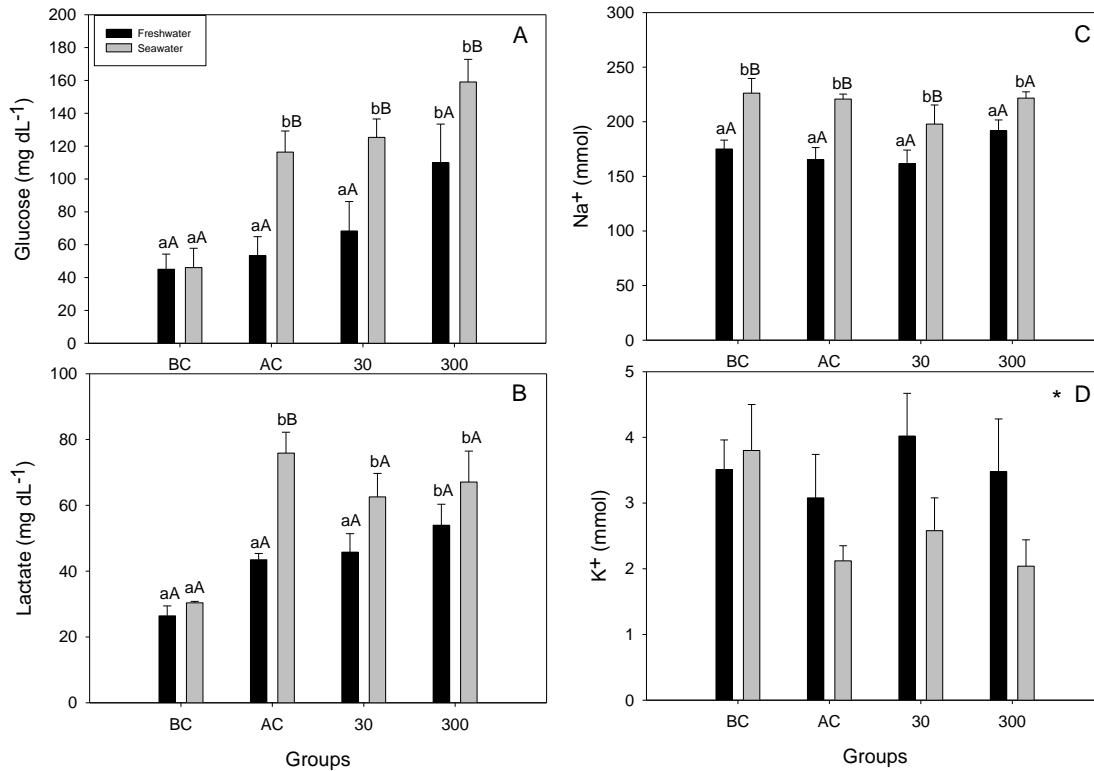 Freshwater
Seawater
A
Glucose (mg dL⁻¹)
200
180
160
140
120
100
80
60
40
20
0
aA aA aA bB aA bB bA bB
BC AC 30 300
B
Lactate (mg dL⁻¹)
100
80
60
40
20
0
aA aA aA bB aA bA bA bA
BC AC 30 300
Groups
C
Na⁺ (mmol)
300
250
200
150
100
50
0
aA bB aA bB aA bB aA bA
BC AC 30 300
* D
K⁺ (mmol)
5
4
3
2
1
0
BC AC 30 300
Groups